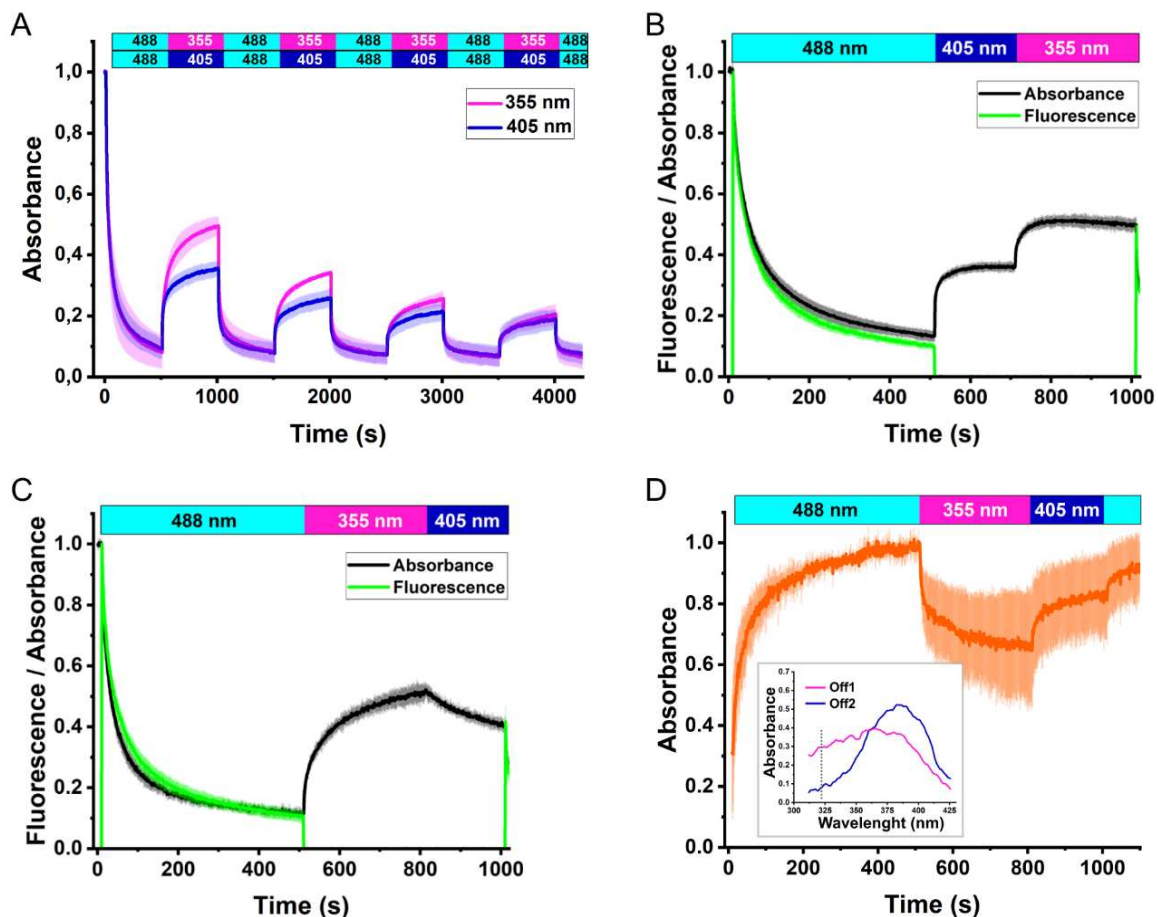 A
488 355 488 355 488 355 488 355 488
488 405 488 405 488 405 488 405 488
355 nm
405 nm
1,0
0,8
0,6
0,4
0,2
0,0
Absorbance
0 1000 2000 3000 4000
Time (s)
B
488 nm 405 nm 355 nm
Absorbance
Fluorescence
1.0
0.8
0.6
0.4
0.2
0.0
Fluorescence / Absorbance
0 200 400 600 800 1000
Time (s)
C
488 nm 355 nm 405 nm
Absorbance
Fluorescence
1.0
0.8
0.6
0.4
0.2
0.0
Fluorescence / Absorbance
0 200 400 600 800 1000
Time (s)
D
488 nm 355 nm 405 nm
1.0
0.8
0.6
0.4
0.2
0.0
Absorbance
Off1
Off2
0.7
0.6
0.5
0.4
0.3
0.2
0.1
0.0
Absorbance
300 325 350 375 400 425
Wavelenght (nm)
0 200 400 600 800 1000
Time (s)